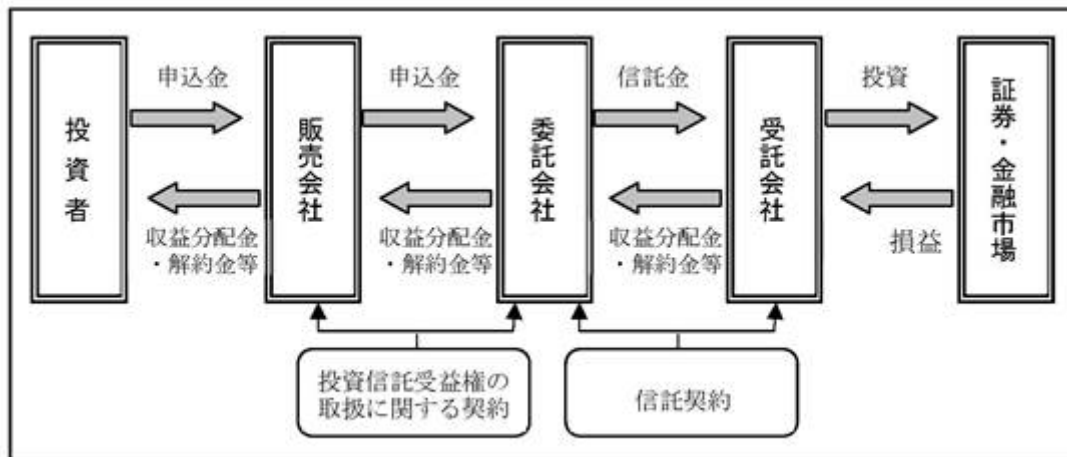 投資者
申込金
収益分配金
・解約金等
販売会社
申込金
収益分配金
・解約金等
委託会社
信託金
収益分配金
・解約金等
受託会社
投資
損益
証券・金融市場
投資信託受益権の
取扱に関する契約
信託契約